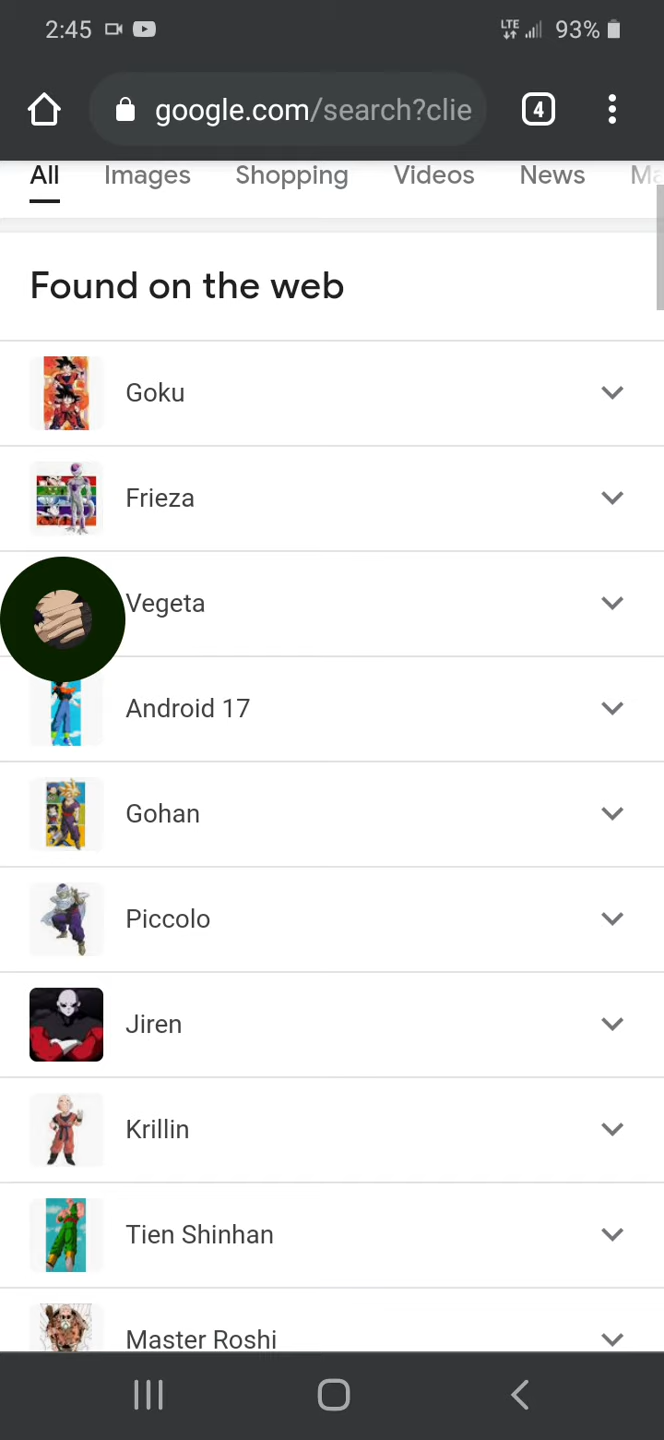 2:45 LTE 93%
google.com/search?clie 4
All Images Shopping Videos News Ma
Found on the web
Goku
Frieza
Vegeta
Android 17
Gohan
Piccolo
Jiren
Krillin
Tien Shinhan
Master Roshi